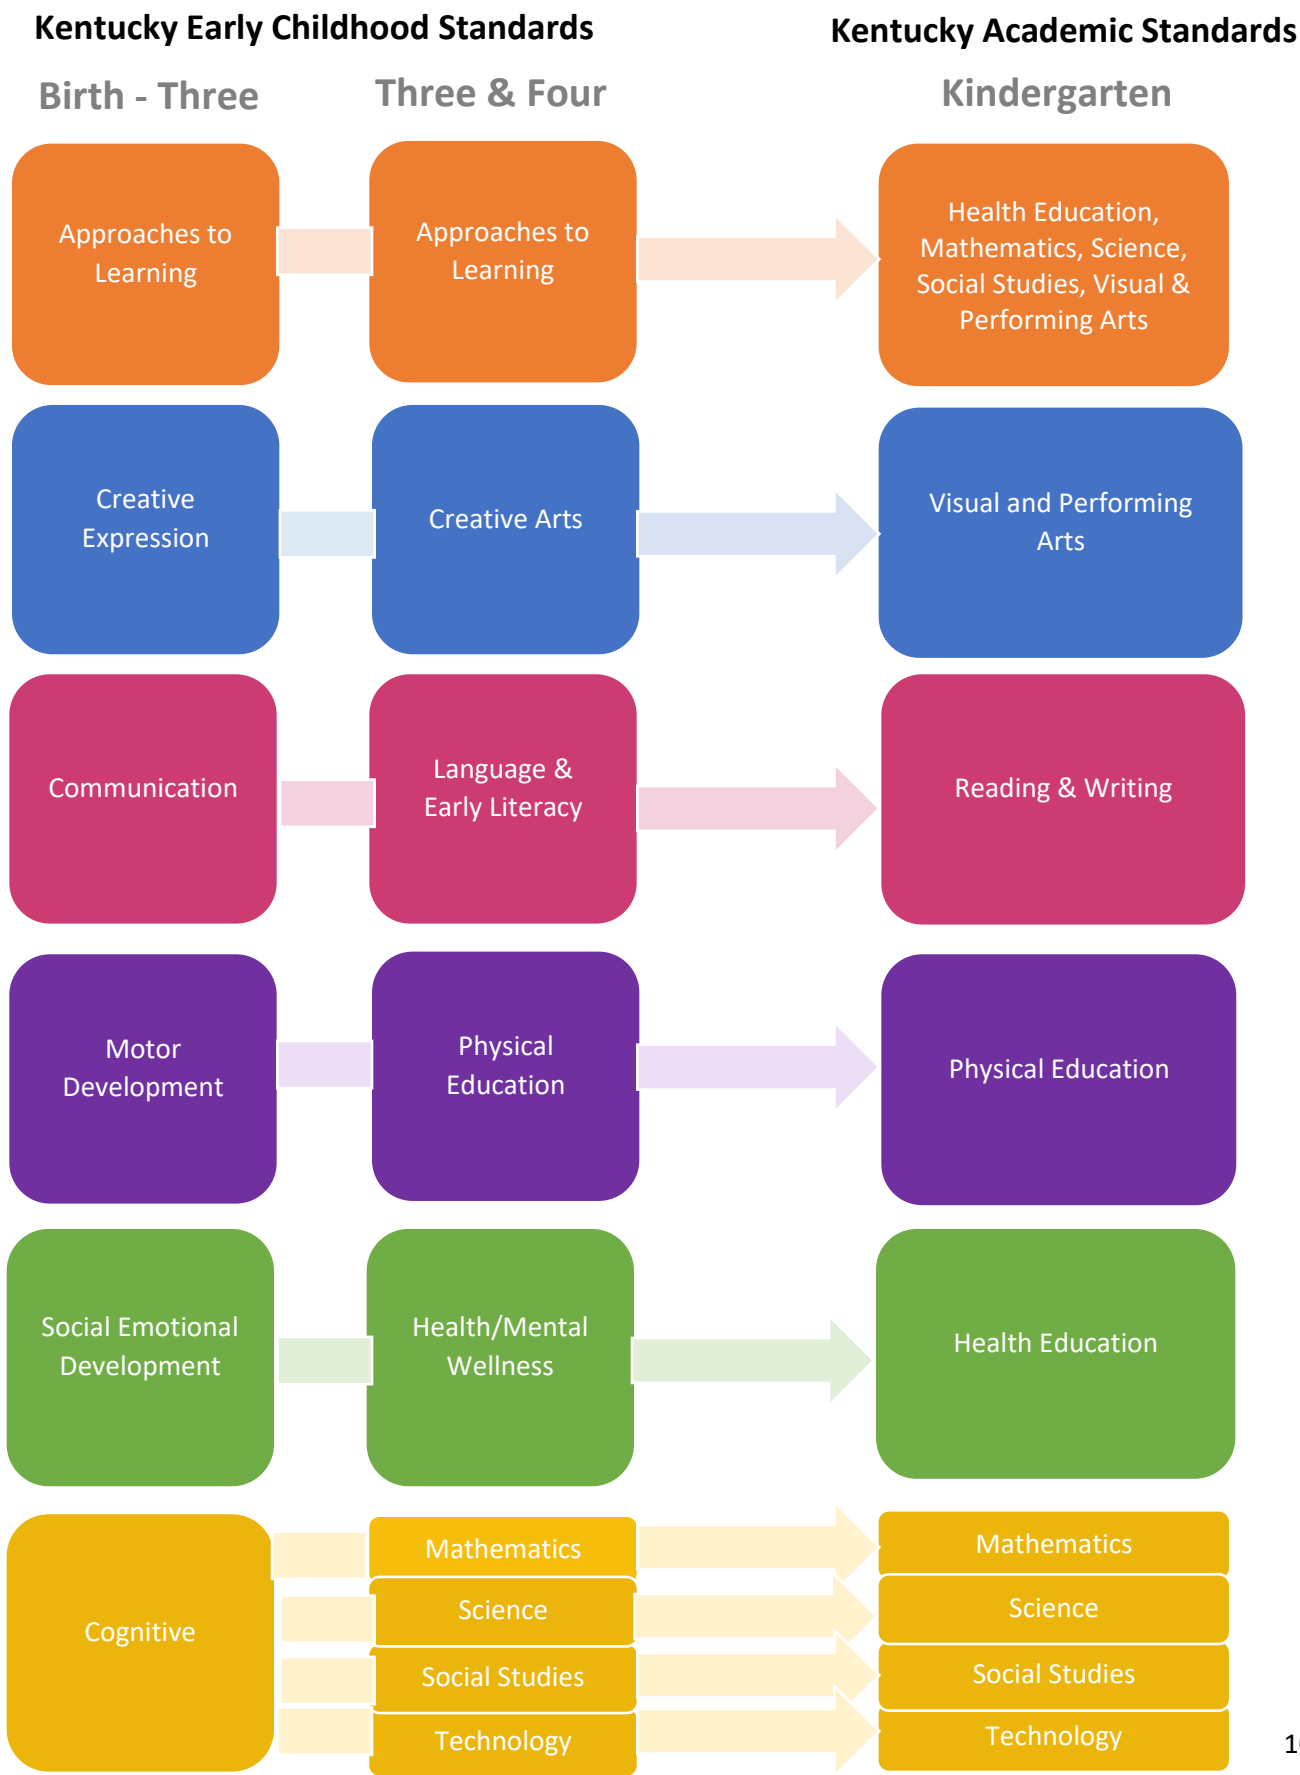 Kentucky Early Childhood Standards
Kentucky Academic Standards
Birth - Three
Three & Four
Kindergarten
Approaches to
Learning
Approaches to
Learning
Health Education,
Mathematics, Science,
Social Studies, Visual &
Performing Arts
Creative
Expression
Creative Arts
Visual and Performing
Arts
Communication
Language &
Early Literacy
Reading & Writing
Motor
Development
Physical
Education
Physical Education
Social Emotional
Development
Health/Mental
Wellness
Health Education
Cognitive
Mathematics
Science
Social Studies
Technology
Mathematics
Science
Social Studies
Technology